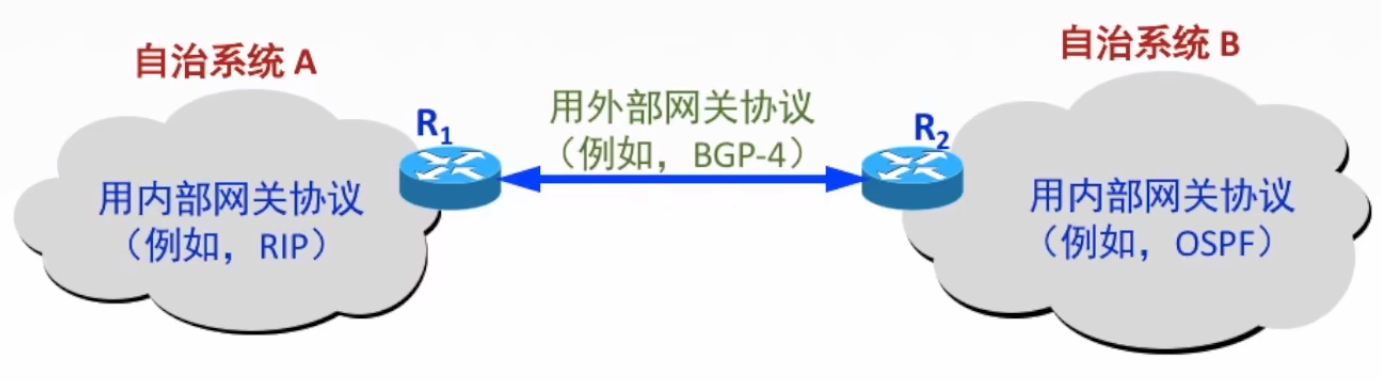 自治系统 A
自治系统 B
R1
用外部网关协议
（例如，BGP-4）
R2
用内部网关协议
（例如，RIP）
用内部网关协议
（例如，OSPF）